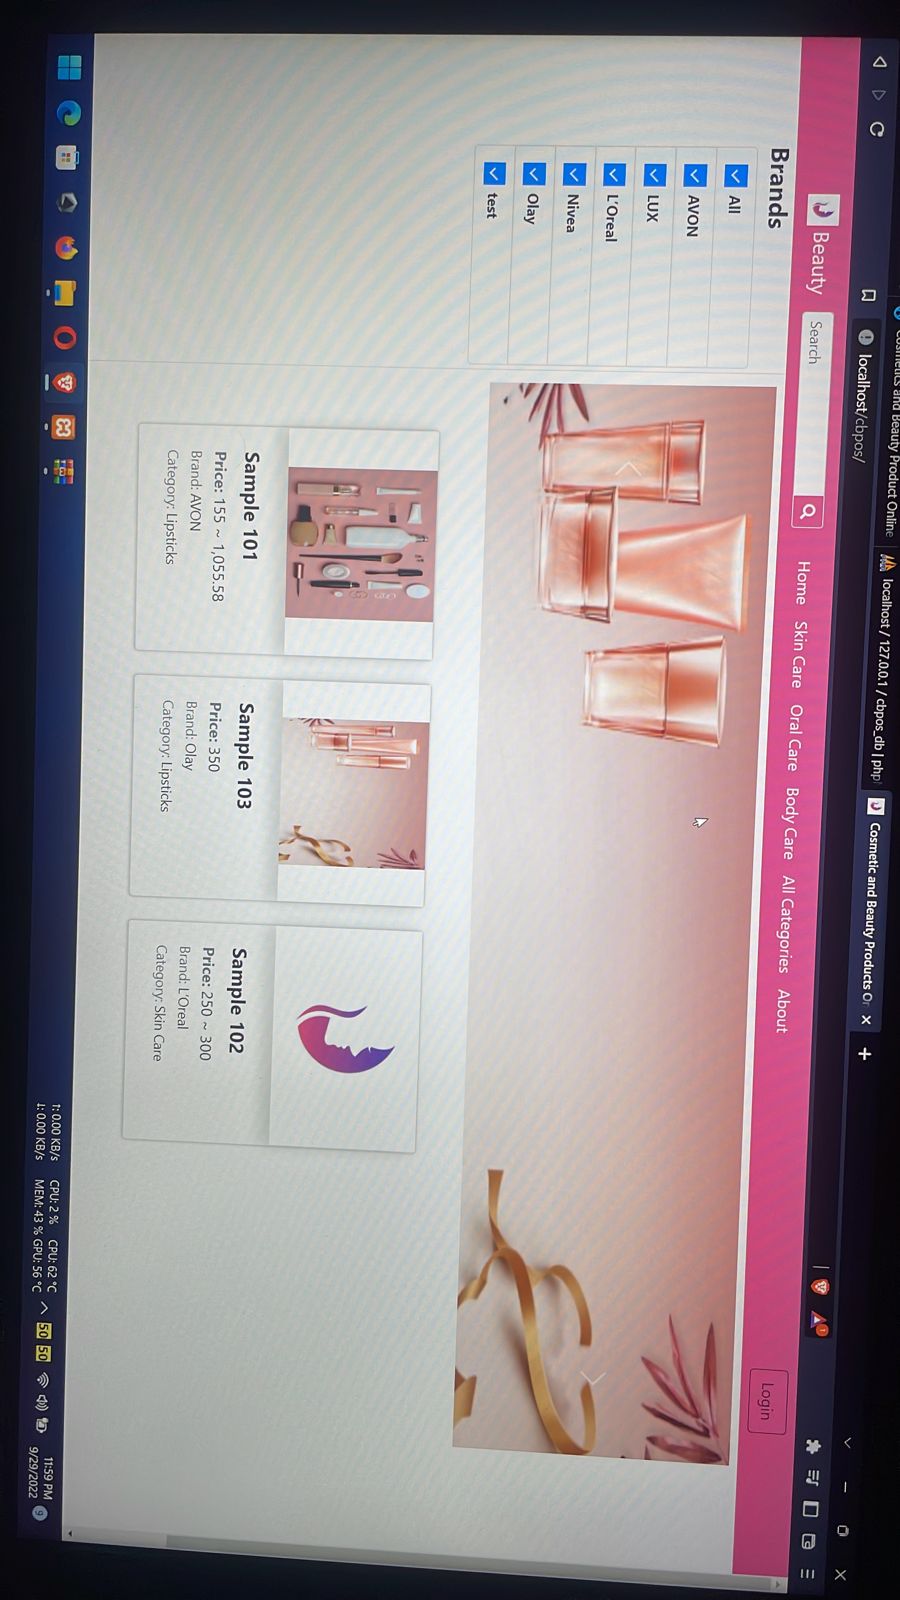 Cosmetics and Beauty Product Online
localhost / 127.0.0.1 / cbpos_db | php
Cosmetic and Beauty Products Or
localhost/cbpos/
1
Beauty
Search
Home
Skin Care
Oral Care
Body Care
All Categories
About
Login
Brands
All
AVON
LUX
L'Oreal
Nivea
Olay
test
Sample 101
Price: 155 ~ 1,055.58
Brand: AVON
Category: Lipsticks
Sample 103
Price: 350
Brand: Olay
Category: Lipsticks
Sample 102
Price: 250 ~ 300
Brand: L'Oreal
Category: Skin Care
↑: 0.00 KB/s
↓: 0.00 KB/s
CPU: 2 % CPU: 62 °C
MEM: 43 % GPU: 56 °C
50 50
11:59 PM
9/29/2022
9